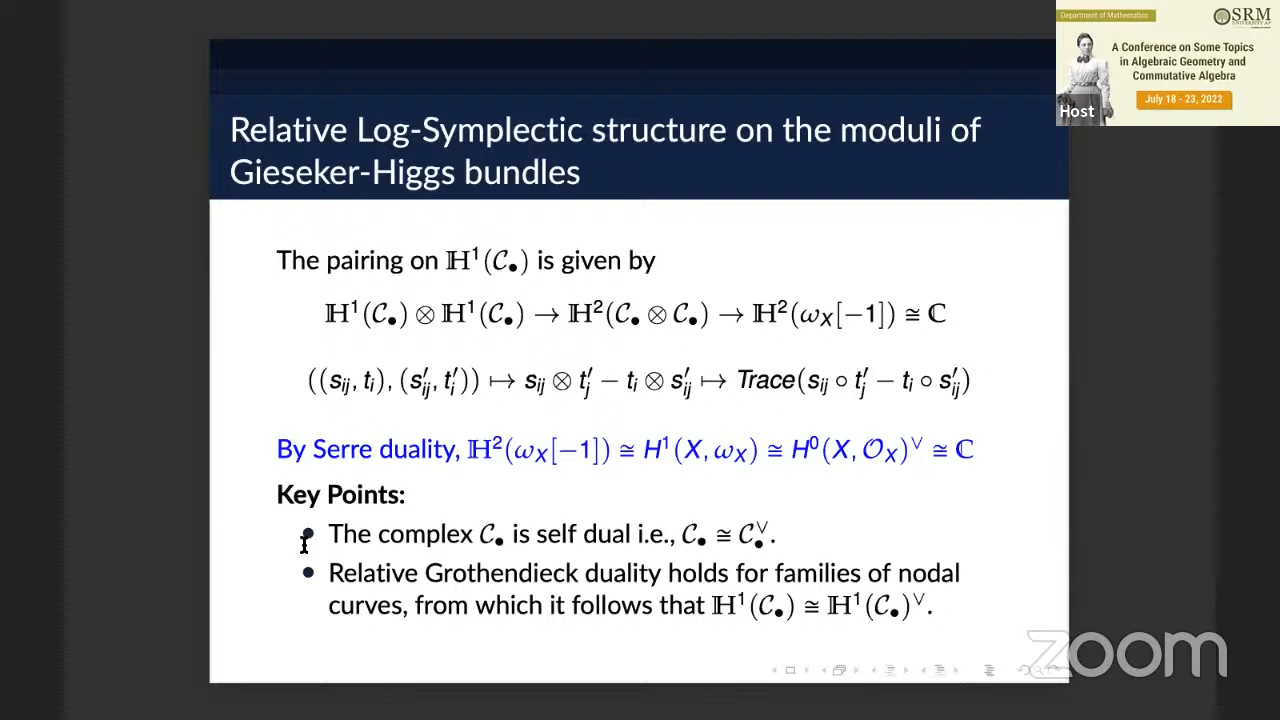 Department of Mathematics
SRM
UNIVERSITY AP
A Conference on Some Topics
in Algebraic Geometry and
Commutative Algebra
July 18 - 23, 2022
Host
Relative Log-Symplectic structure on the moduli of
Gieseker-Higgs bundles
The pairing on ℍ¹(𝒞•) is given by
ℍ¹(𝒞•) ⊗ ℍ¹(𝒞•) → ℍ²(𝒞• ⊗ 𝒞•) → ℍ²(ω_X[−1]) ≅ ℂ
((s_ij, t_i), (s′_ij, t′_i)) ↦ s_ij ⊗ t′_j − t_i ⊗ s′_ij ↦ Trace(s_ij ∘ t′_j − t_i ∘ s′_ij)
By Serre duality, ℍ²(ω_X[−1]) ≅ H¹(X, ω_X) ≅ H⁰(X, 𝒪_X)^∨ ≅ ℂ
Key Points:
• The complex 𝒞• is self dual i.e., 𝒞• ≅ 𝒞•^∨.
• Relative Grothendieck duality holds for families of nodal
curves, from which it follows that ℍ¹(𝒞•) ≅ ℍ¹(𝒞•)^∨.
zoom